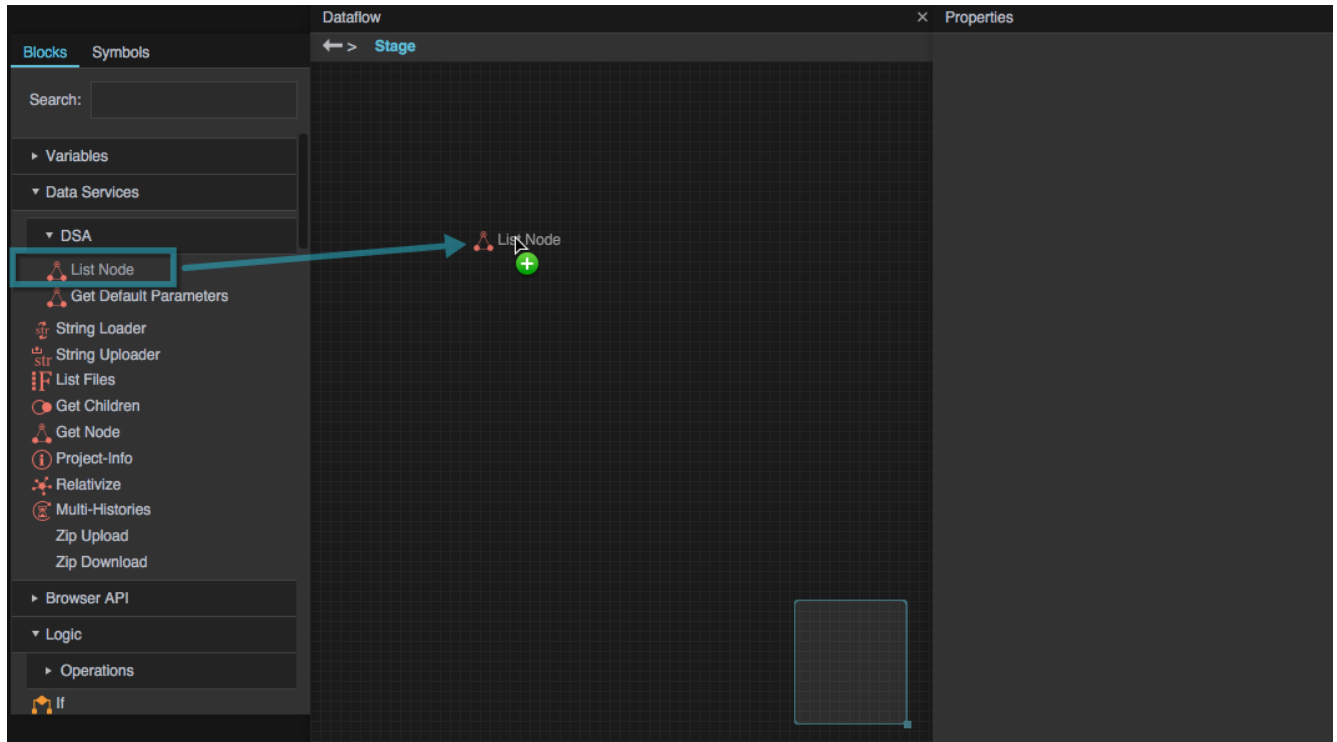 Dataflow
×
Properties
Blocks
Symbols
> Stage
Search:
Variables
Data Services
DSA
List Node
List Node
Get Default Parameters
str String Loader
str String Uploader
F List Files
Get Children
Get Node
i Project-Info
Relativize
Multi-Histories
Zip Upload
Zip Download
Browser API
Logic
Operations
If